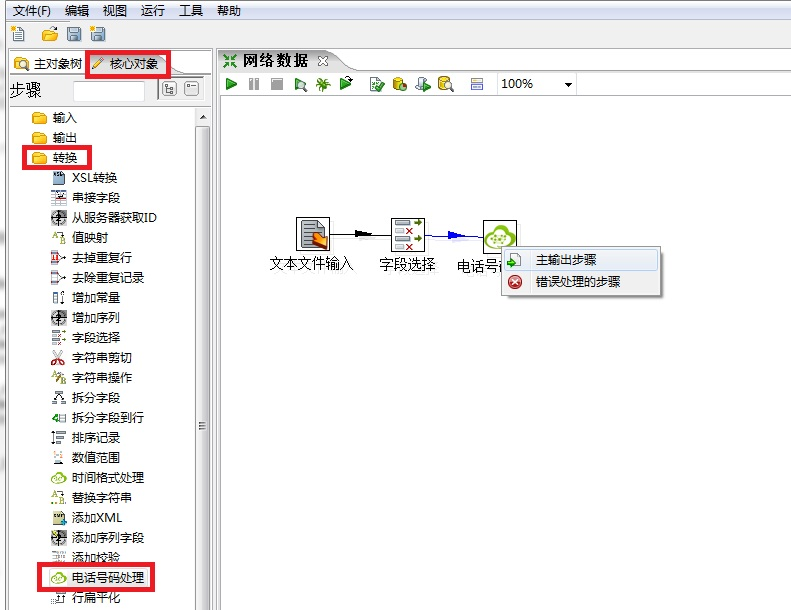 文件(F) 编辑 视图 运行 工具 帮助
主对象树 核心对象
步骤
输入
输出
转换
XSL转换
串接字段
从服务器获取ID
值映射
去掉重复行
去除重复记录
增加常量
增加序列
字段选择
字符串剪切
字符串操作
拆分字段
拆分字段到行
排序记录
数值范围
时间格式处理
替换字符串
添加XML
添加序列字段
添加校验
电话号码处理
行扁平化
网络数据
100%
文本文件输入
字段选择
电话号
主输出步骤
错误处理的步骤